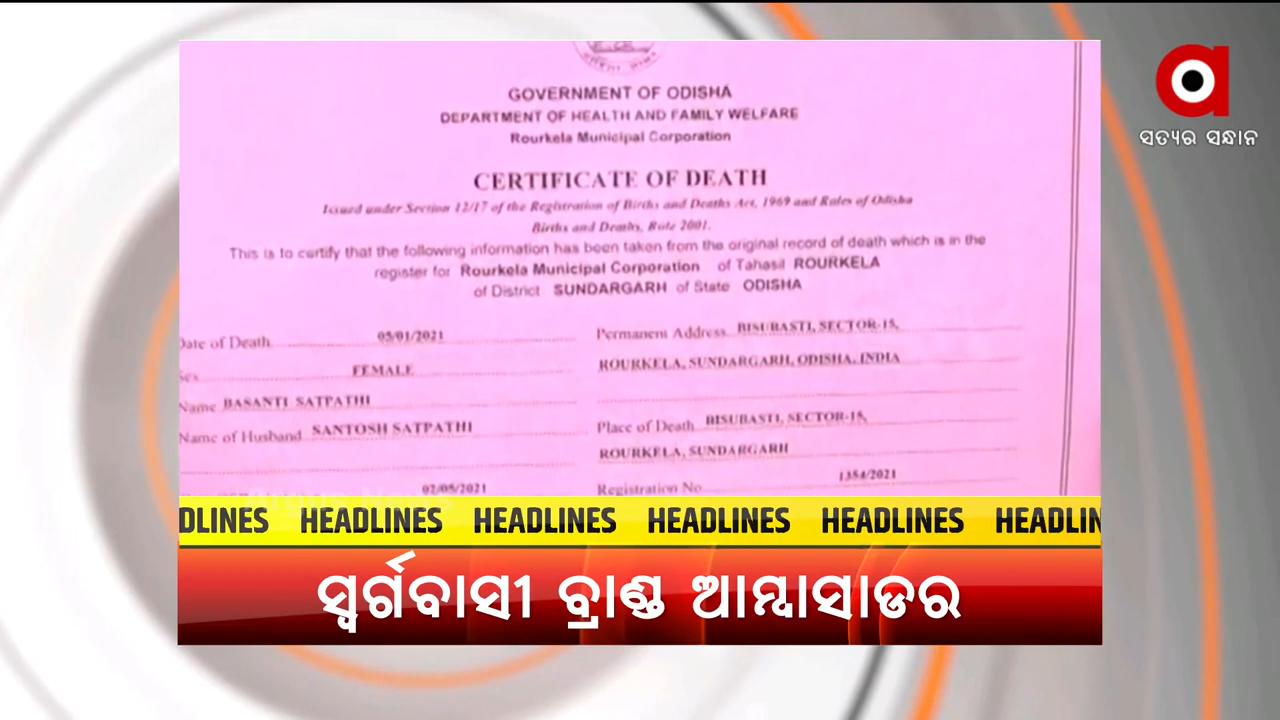 ସତ୍ୟର ସନ୍ଧାନ
GOVERNMENT OF ODISHA
DEPARTMENT OF HEALTH AND FAMILY WELFARE
Rourkela Municipal Corporation
CERTIFICATE OF DEATH
Issued under Section 12/17 of the Registration of Births and Deaths Act, 1969 and Rules of Odisha
Births and Deaths, Rule 2001.
This is to certify that the following information has been taken from the original record of death which is in the
register for Rourkela Municipal Corporation of Tahasil ROURKELA
of District SUNDARGARH of State ODISHA
Date of Death 05/01/2021
Sex FEMALE
Name BASANTI SATPATHI
Name of Husband SANTOSH SATPATHI
02/05/2021
Permanent Address BISUBASTI, SECTOR-15,
ROURKELA, SUNDARGARH, ODISHA, INDIA
Place of Death BISUBASTI, SECTOR-15,
ROURKELA, SUNDARGARH
Registration No 1354/2021
DLINES HEADLINES HEADLINES HEADLINES HEADLINES HEADLIN
ସ୍ୱର୍ଗବାସୀ ବ୍ରାଣ୍ଡ ଆମ୍ବାସାଡର